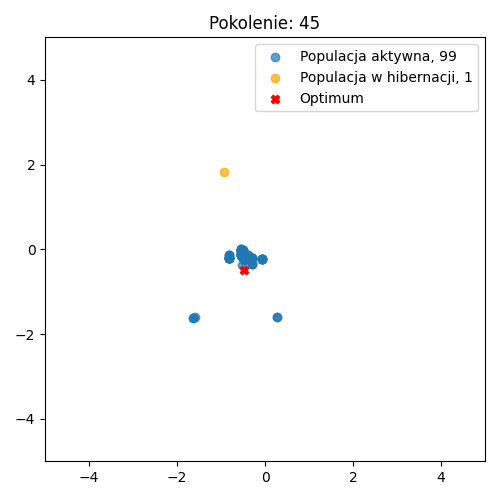 Pokolenie: 45
Populacja aktywna, 99
Populacja w hibernacji, 1
Optimum
4
2
0
−2
−4
−4
−2
0
2
4